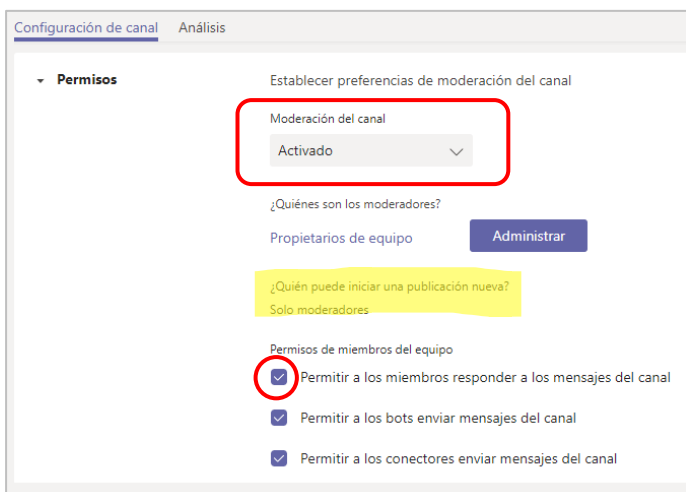 Configuración de canal Análisis
Permisos
Establecer preferencias de moderación del canal
Moderación del canal
Activado
¿Quiénes son los moderadores?
Propietarios de equipo Administrar
¿Quién puede iniciar una publicación nueva?
Solo moderadores
Permisos de miembros del equipo
Permitir a los miembros responder a los mensajes del canal
Permitir a los bots enviar mensajes del canal
Permitir a los conectores enviar mensajes del canal